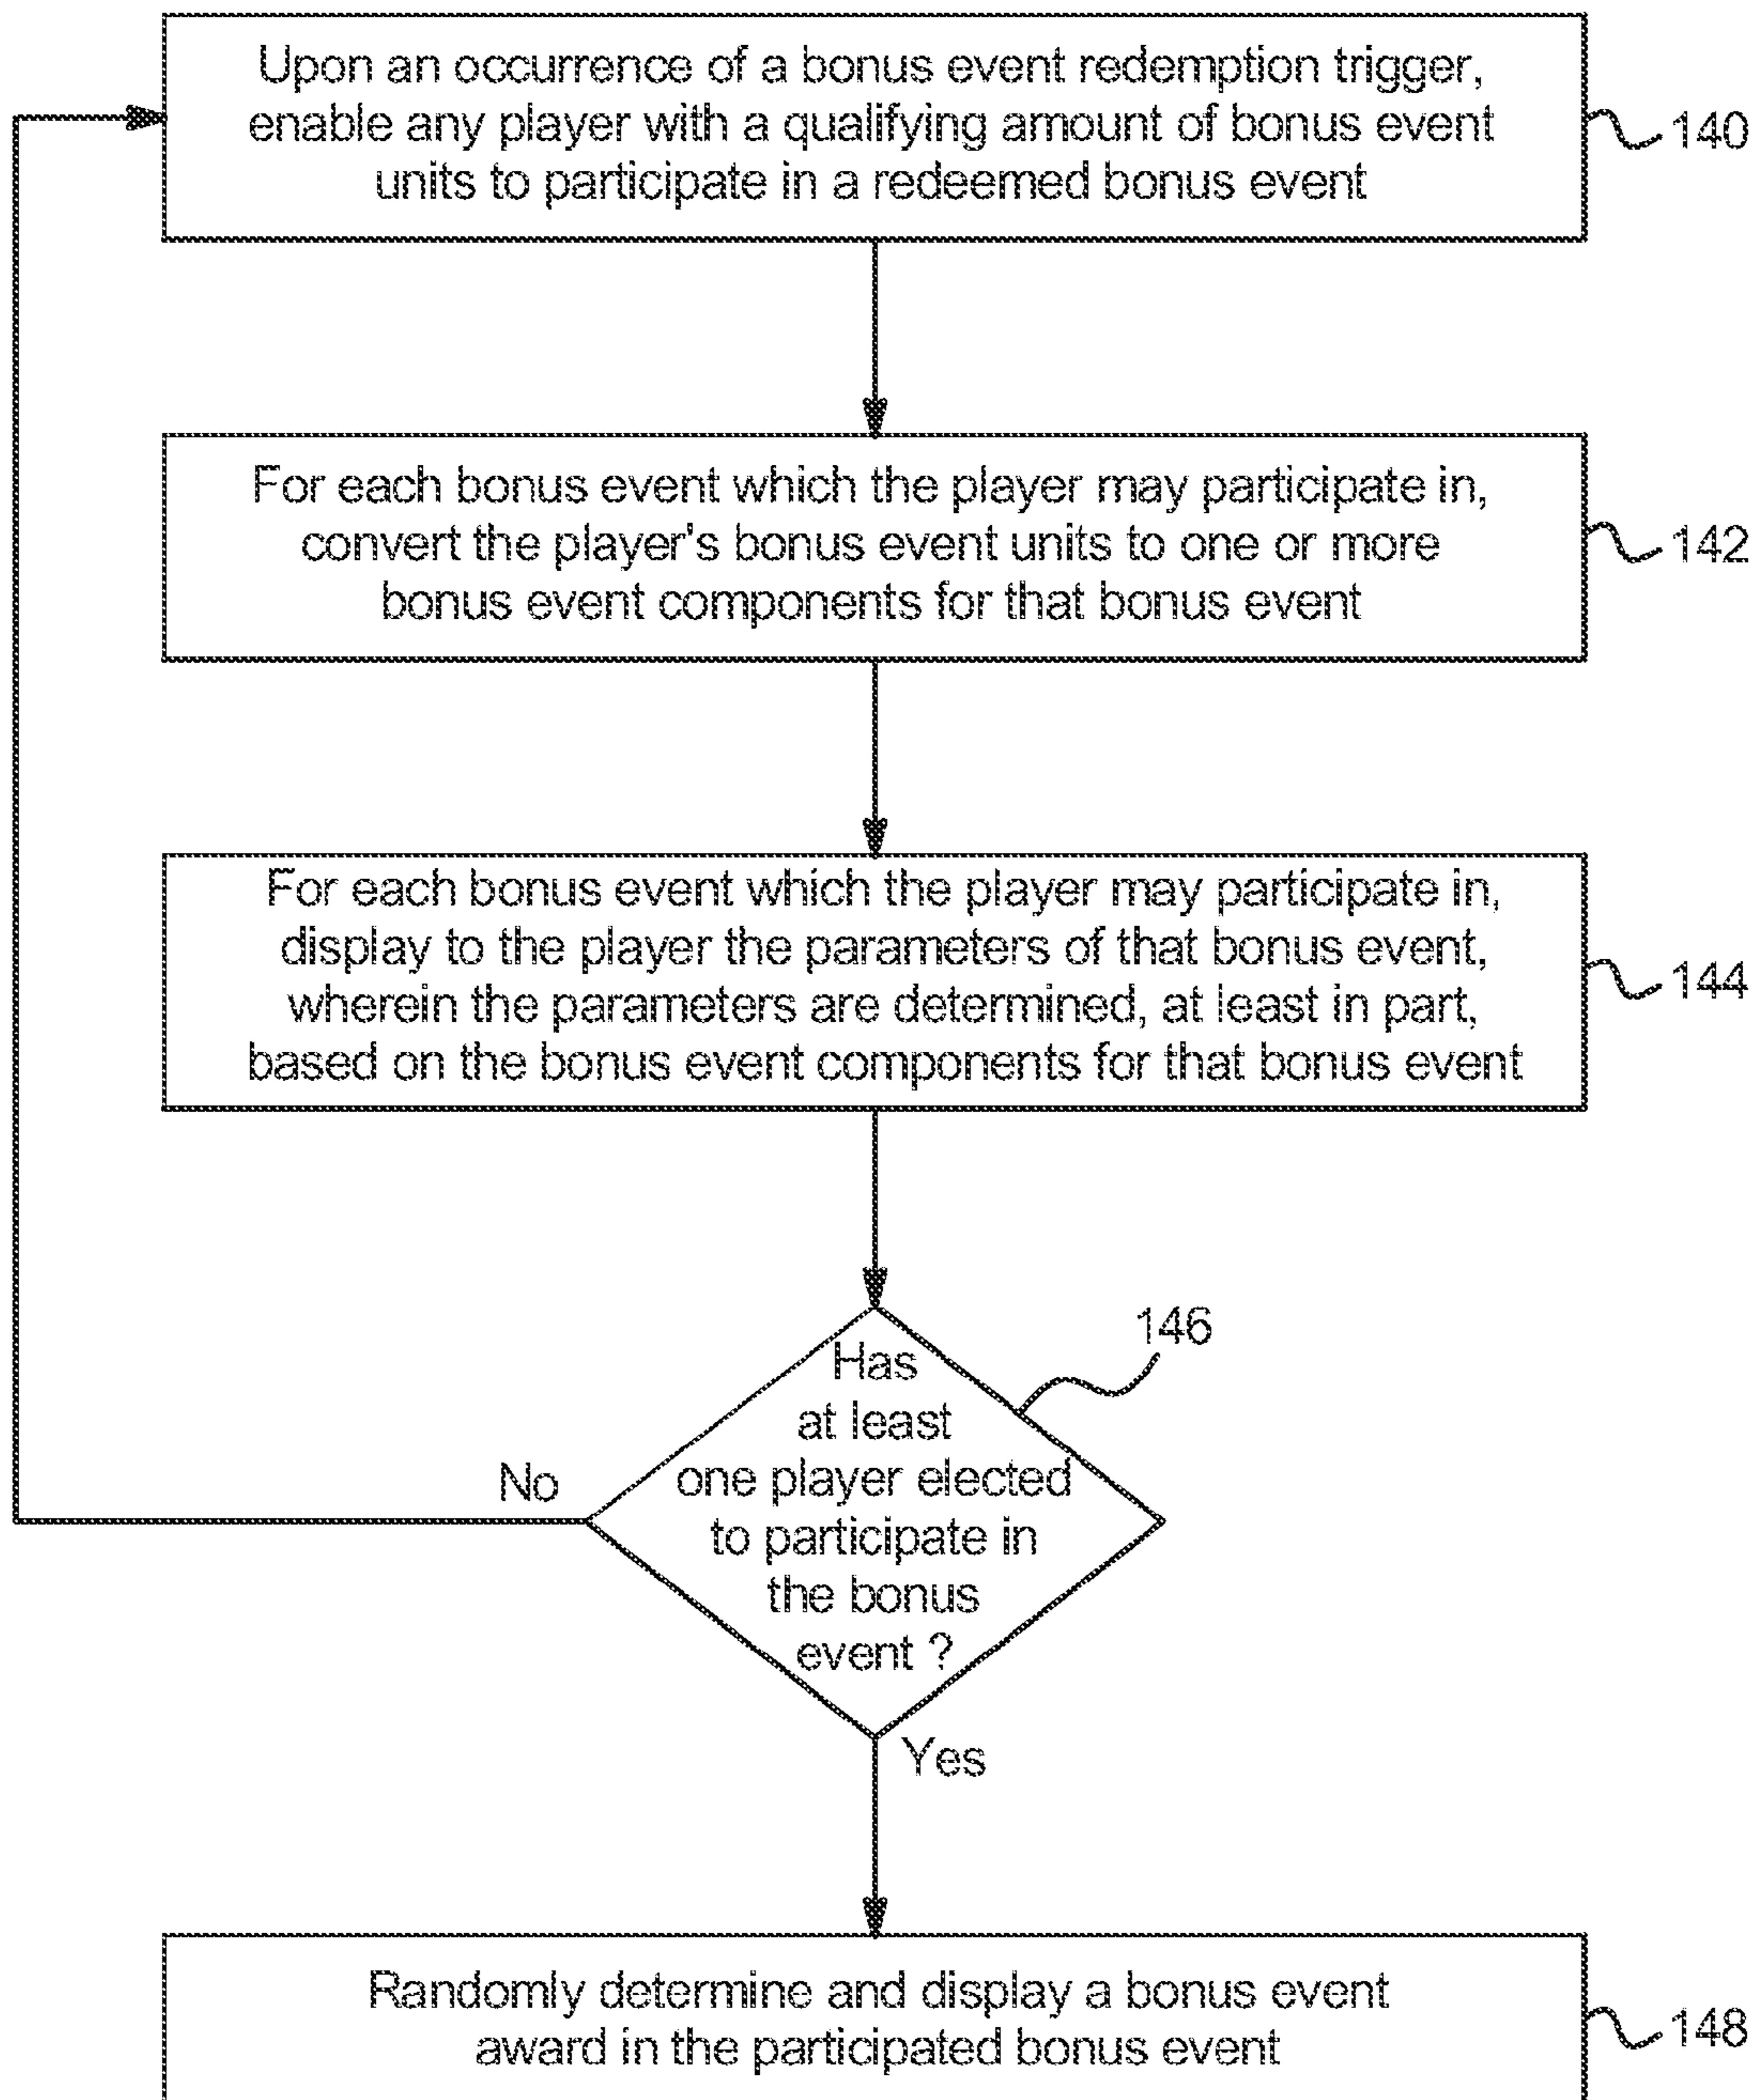 Upon an occurrence of a bonus event redemption trigger,
enable any player with a qualifying amount of bonus event
units to participate in a redeemed bonus event
140
For each bonus event which the player may participate in,
convert the player's bonus event units to one or more
bonus event components for that bonus event
142
For each bonus event which the player may participate in,
display to the player the parameters of that bonus event,
wherein the parameters are determined, at least in part,
based on the bonus event components for that bonus event
144
146
Has
at least
one player elected
to participate in
the bonus
event ?
No
Yes
Randomly determine and display a bonus event
award in the participated bonus event
148